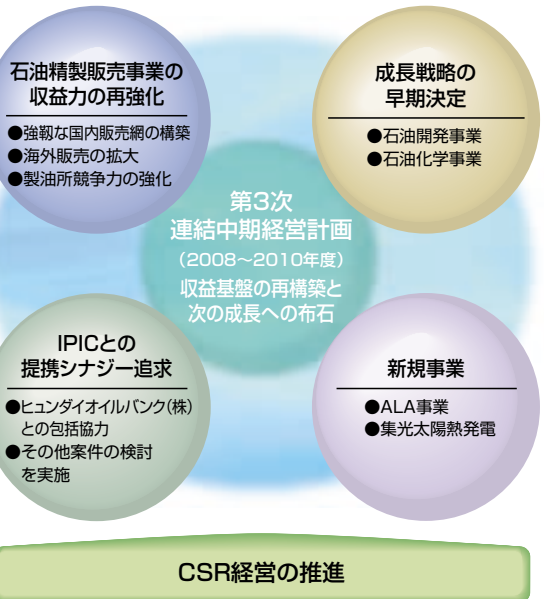 石油精製販売事業の
収益力の再強化
●強靱な国内販売網の構築
●海外販売の拡大
●製油所競争力の強化
成長戦略の
早期決定
●石油開発事業
●石油化学事業
第3次
連結中期経営計画
(2008~2010年度)
収益基盤の再構築と
次の成長への布石
IPICとの
提携シナジー追求
●ヒュンダイオイルバンク(株)
との包括協力
●その他案件の検討
を実施
新規事業
●ALA事業
●集光太陽熱発電
CSR経営の推進